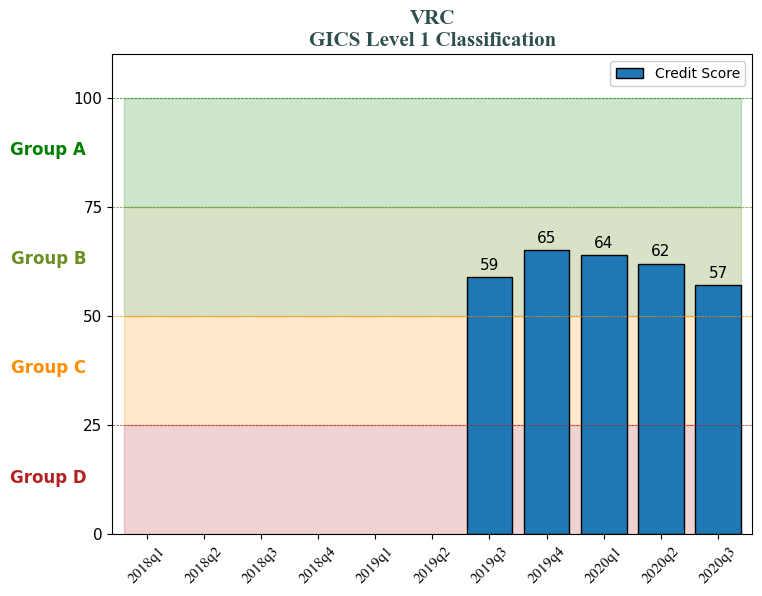 VRC
GICS Level 1 Classification
Credit Score
100
Group A
75
Group B
50
Group C
25
Group D
0
59
65
64
62
57
2018q1
2018q2
2018q3
2018q4
2019q1
2019q2
2019q3
2019q4
2020q1
2020q2
2020q3